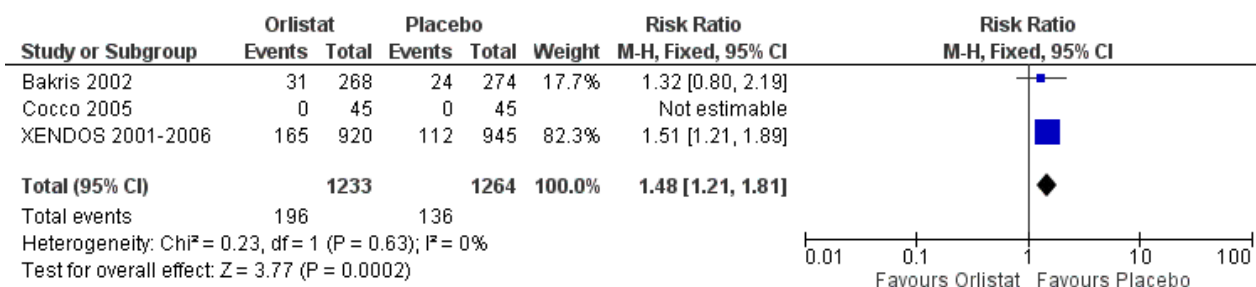 Orlistat Placebo Risk Ratio Risk Ratio
Study or Subgroup Events Total Events Total Weight M-H, Fixed, 95% CI M-H, Fixed, 95% CI
Bakris 2002 31 268 24 274 17.7% 1.32 [0.80, 2.19]
Cocco 2005 0 45 0 45 Not estimable
XENDOS 2001-2006 165 920 112 945 82.3% 1.51 [1.21, 1.89]
Total (95% CI) 1233 1264 100.0% 1.48 [1.21, 1.81]
Total events 196 136
Heterogeneity: Chi² = 0.23, df = 1 (P = 0.63); I² = 0%
Test for overall effect: Z = 3.77 (P = 0.0002)
0.01 0.1 1 10 100
Favours Orlistat Favours Placebo